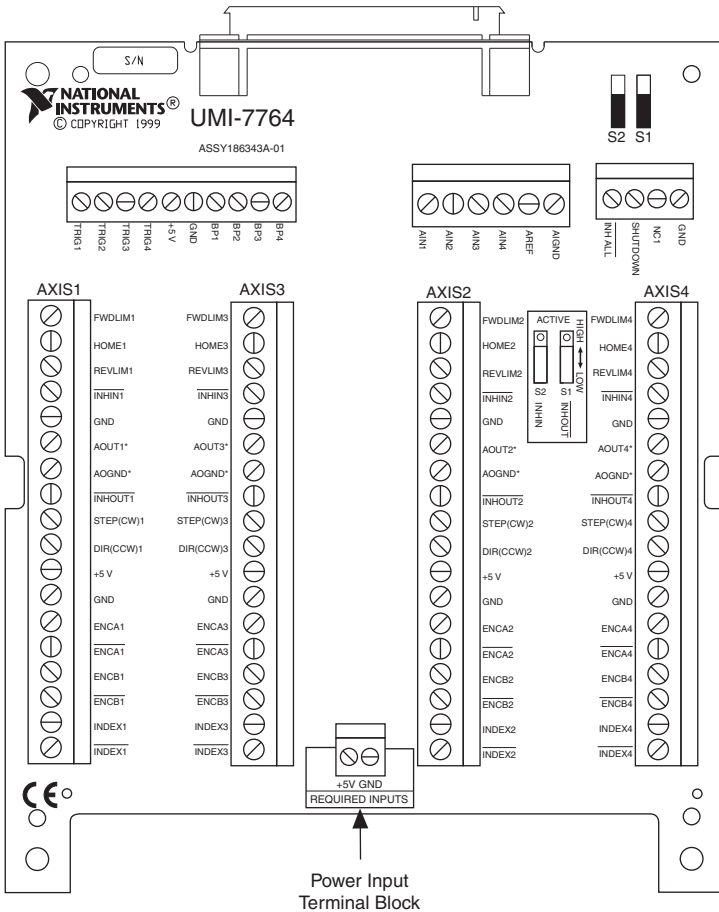 S/N
NATIONAL
INSTRUMENTS®
© COPYRIGHT 1999
UMI-7764
ASSY186343A-01
S2 S1
TRIG1
TRIG2
TRIG3
TRIG4
+5 V
GND
BP1
BP2
BP3
BP4
AIN1
AIN2
AIN3
AIN4
AREF
AIGND
INH ALL
SHUTDOWN
NC1
GND
AXIS1
FWDLIM1
HOME1
REVLIM1
INHIN1
GND
AOUT1*
AOGND*
INHOUT1
STEP(CW)1
DIR(CCW)1
+5 V
GND
ENCA1
ENCA1
ENCB1
ENCB1
INDEX1
INDEX1
AXIS3
FWDLIM3
HOME3
REVLIM3
INHIN3
GND
AOUT3*
AOGND*
INHOUT3
STEP(CW)3
DIR(CCW)3
+5 V
GND
ENCA3
ENCA3
ENCB3
ENCB3
INDEX3
INDEX3
AXIS2
FWDLIM2
HOME2
REVLIM2
INHIN2
GND
AOUT2*
AOGND*
INHOUT2
STEP(CW)2
DIR(CCW)2
+5 V
GND
ENCA2
ENCA2
ENCB2
ENCB2
INDEX2
INDEX2
ACTIVE
HIGH
LOW
S2 S1
INHIN
INHOUT
AXIS4
FWDLIM4
HOME4
REVLIM4
INHIN4
GND
AOUT4*
AOGND*
INHOUT4
STEP(CW)4
DIR(CCW)4
+5 V
GND
ENCA4
ENCA4
ENCB4
ENCB4
INDEX4
INDEX4
+5V GND
REQUIRED INPUTS
CE
Power Input
Terminal Block